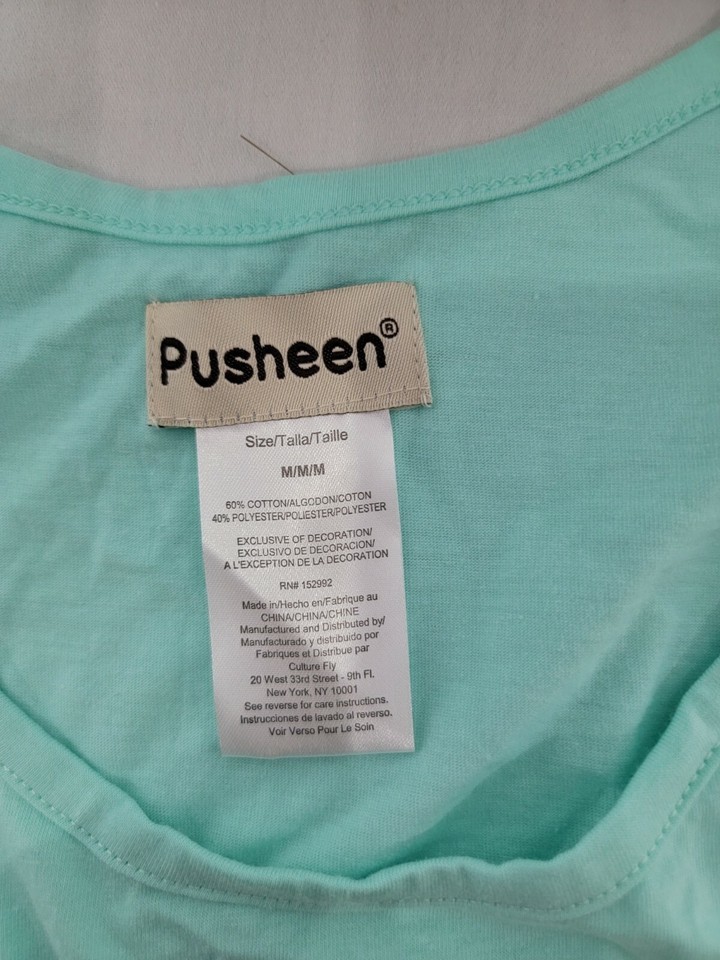 Pusheen®
Size/Talla/Taille
M/M/M
60% COTTON/ALGODON/COTON
40% POLYESTER/POLIESTER/POLYESTER
EXCLUSIVE OF DECORATION/
EXCLUSIVO DE DECORACION/
A L'EXCEPTION DE LA DECORATION
RN# 152992
Made in/Hecho en/Fabrique au
CHINA/CHINA/CHINE
Manufactured and Distributed by/
Manufacturado y distribuido por
Fabriques et Distribue par
Culture Fly
20 West 33rd Street - 9th Fl.
New York, NY 10001
See reverse for care instructions.
Instrucciones de lavado al reverso.
Voir Verso Pour Le Soin